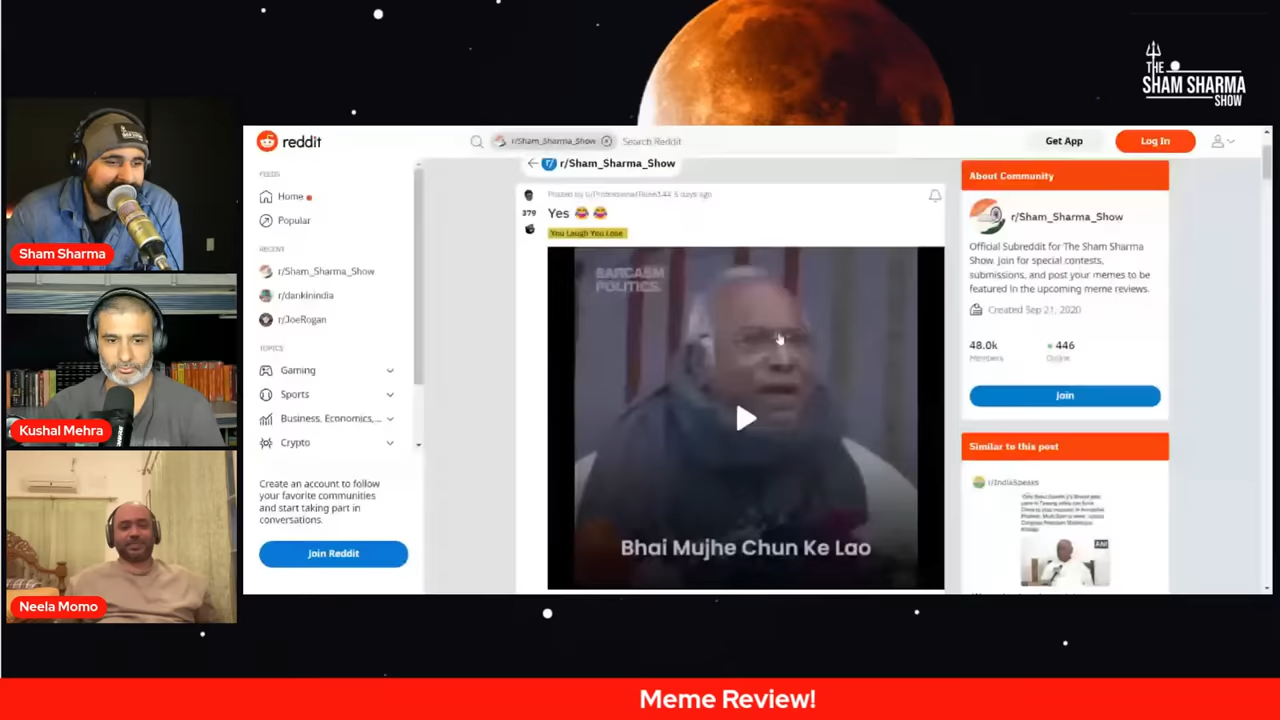 THE
SHAM SHARMA
SHOW
Sham Sharma
Kushal Mehra
Neela Momo
reddit
r/Sham_Sharma_Show
Search Reddit
Get App
Log In
FEEDS
Home
Popular
RECENT
r/Sham_Sharma_Show
r/dankinindia
r/JoeRogan
TOPICS
Gaming
Sports
Business, Economics,...
Crypto
Create an account to follow
your favorite communities
and start taking part in
conversations.
Join Reddit
r/Sham_Sharma_Show
5 days ago
379
Yes 😂 😂
You Laugh You Lose
SARCASM
POLITICS.
Bhai Mujhe Chun Ke Lao
About Community
r/Sham_Sharma_Show
Official Subreddit for The Sham Sharma
Show. Join for special contests,
submissions, and post your memes to
be featured in the upcoming meme reviews.
Created Sep 21, 2020
48.0k
446
Members
Online
Join
Similar to this post
r/IndiaSpeaks
ANI
Meme Review!